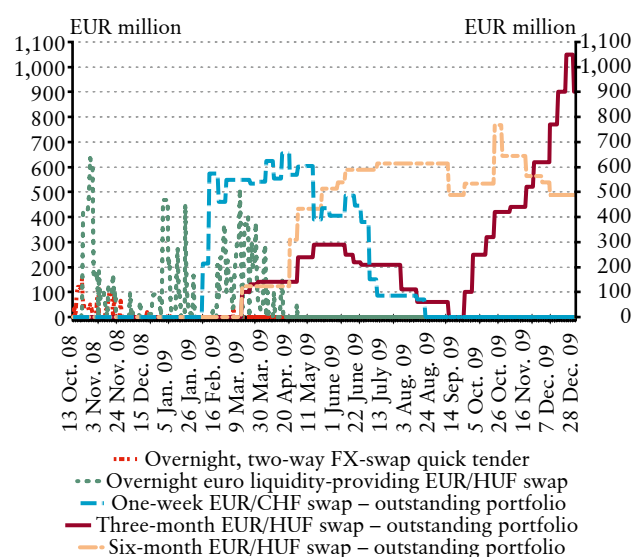 EUR million EUR million
1,100 1,100
1,000 1,000
900 900
800 800
700 700
600 600
500 500
400 400
300 300
200 200
100 100
0 0
13 Oct. 08
3 Nov. 08
24 Nov. 08
15 Dec. 08
5 Jan. 09
26 Jan. 09
16 Feb. 09
9 Mar. 09
30 Mar. 09
20 Apr. 09
11 May 09
1 June 09
22 June 09
13 July 09
3 Aug. 09
24 Aug. 09
14 Sep. 09
5 Oct. 09
26 Oct. 09
16 Nov. 09
7 Dec. 09
28 Dec. 09
Overnight, two-way FX-swap quick tender
Overnight euro liquidity-providing EUR/HUF swap
One-week EUR/CHF swap – outstanding portfolio
Three-month EUR/HUF swap – outstanding portfolio
Six-month EUR/HUF swap – outstanding portfolio